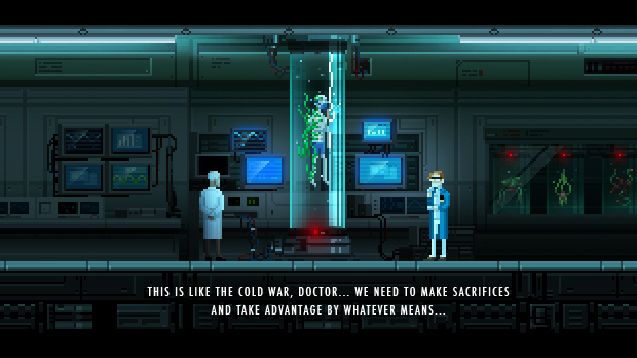 THIS IS LIKE THE COLD WAR, DOCTOR... WE NEED TO MAKE SACRIFICES
AND TAKE ADVANTAGE BY WHATEVER MEANS...